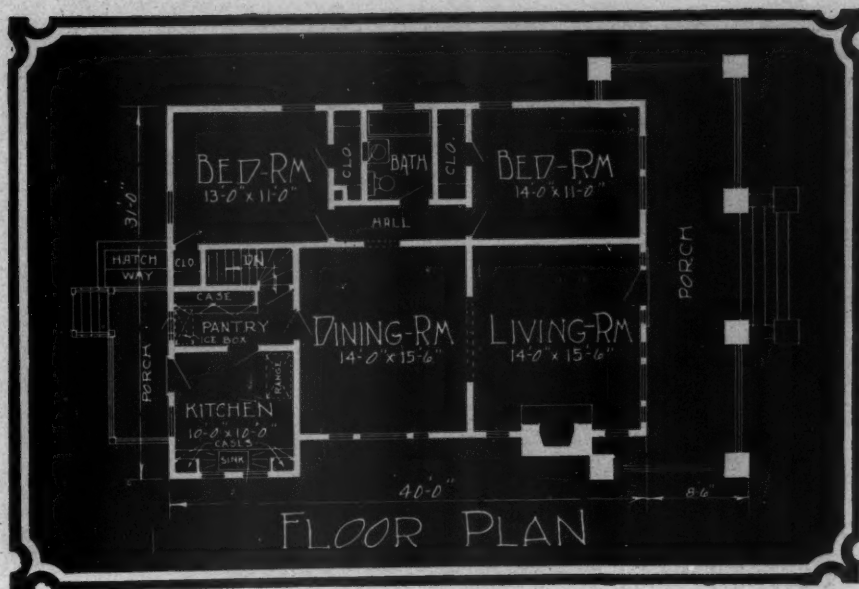 BED-RM
13'-0" x 11'-0"
CLO.
BATH
CLO.
BED-RM
14'-0" x 11'-0"
31'-0"
HALL
HATCH
WAY
CLO.
DN
CASE
PANTRY
ICE BOX
DINING-RM
14'-0" x 15'-6"
LIVING-RM
14'-0" x 15'-6"
PORCH
PORCH
RANGE
KITCHEN
10'-0" x 10'-0"
CASES
SINK
40'-0"
8'-6"
FLOOR PLAN